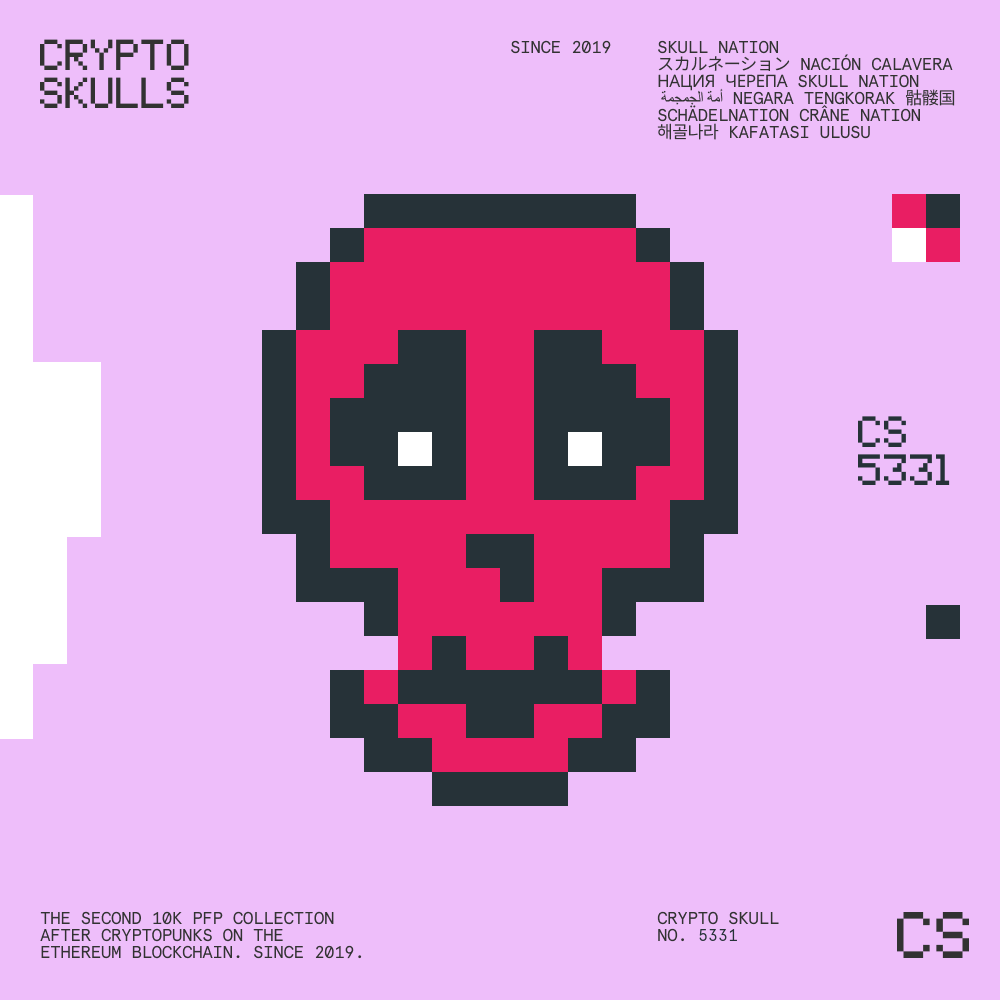 CRYPTO
SKULLS
SINCE 2019
SKULL NATION
スカルネーション NACIÓN CALAVERA
НАЦИЯ ЧЕРЕПА SKULL NATION
أمة الجمجمة NEGARA TENGKORAK 骷髅国
SCHÄDELNATION CRÂNE NATION
해골나라 KAFATASI ULUSU
CS
5331
THE SECOND 10K PFP COLLECTION
AFTER CRYPTOPUNKS ON THE
ETHEREUM BLOCKCHAIN. SINCE 2019.
CRYPTO SKULL
NO. 5331
CS